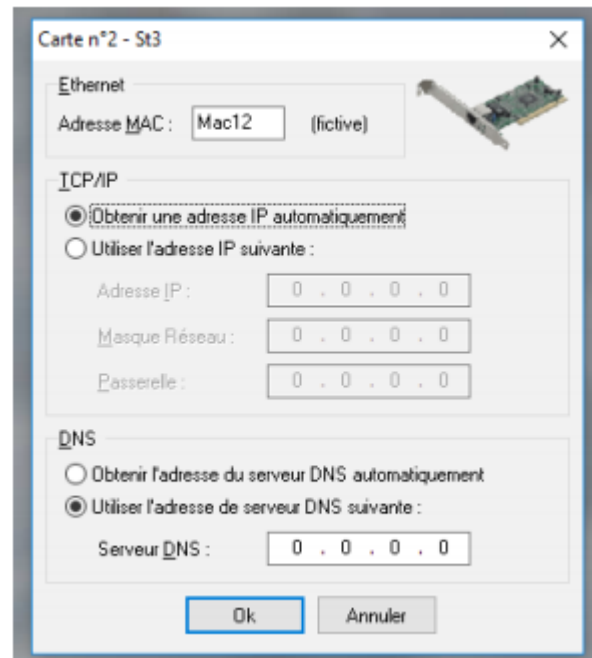 Carte n°2 - St3
Ethernet
Adresse MAC : Mac12 (fictive)
TCP/IP
Obtenir une adresse IP automatiquement
Utiliser l'adresse IP suivante :
Adresse IP : 0 . 0 . 0 . 0
Masque Réseau : 0 . 0 . 0 . 0
Passerelle : 0 . 0 . 0 . 0
DNS
Obtenir l'adresse du serveur DNS automatiquement
Utiliser l'adresse de serveur DNS suivante :
Serveur DNS : 0 . 0 . 0 . 0
Ok Annuler